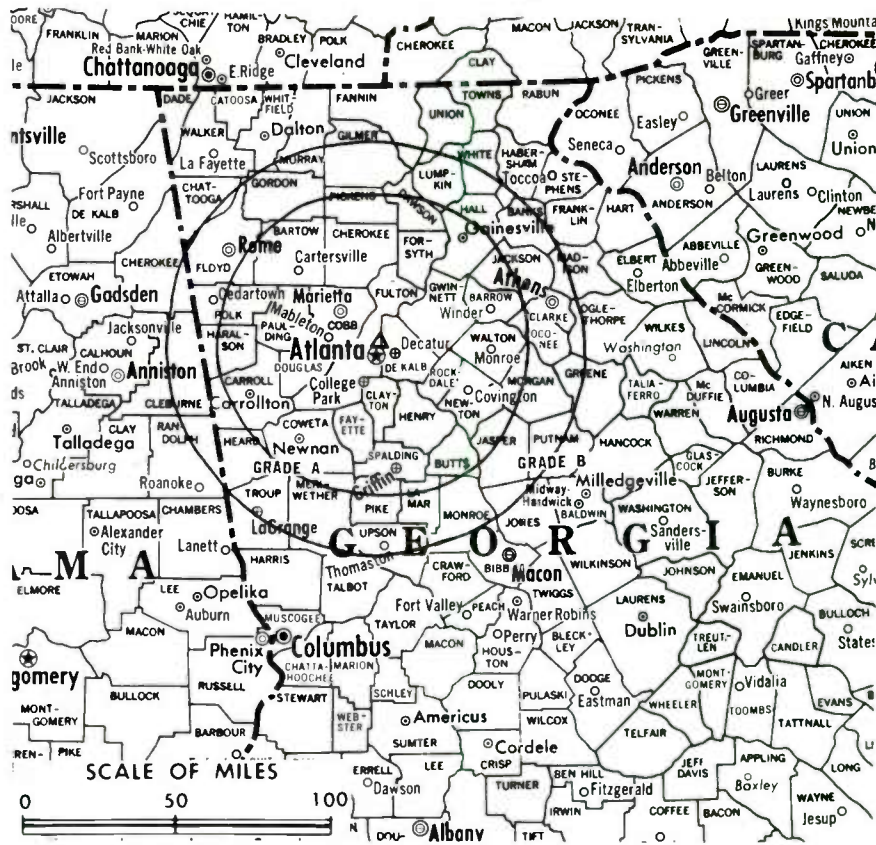 FRANKLIN
MARION
HAMIL-
TON
BRADLEY
POLK
CHEROKEE
MACON
JACKSON
TRAN-
SYLVANIA
Kings Mounta
Red Bank-White Oak
Chattanooga
E.Ridge
Cleveland
CLAY
GREEN-
VILLE
SPARTAN-
BURG
CHEROKEE
Gaffney
Spartanb
JACKSON
DADE
CATOOSA
WHIT-
FIELD
FANNIN
TOWNS
RABUN
PICKENS
Greer
Greenville
UNION
OCONEE
UNION
Union
ntsville
WALKER
Dalton
GILMER
Easley
Scottsboro
La Fayette
MURRAY
WHITE
HABER-
SHAM
Seneca
LUMP-
KIN
Toccoa
STE-
PHENS
Anderson
Belton
LAURENS
Laurens
Clinton
Fort Payne
DE KALB
CHAT-
TOOGA
GORDON
PICKENS
DAWSON
HALL
BANKS
FRANK-
LIN
HART
ANDERSON
NEWBE
RSHALL
Albertville
Rome
BARTOW
CHEROKEE
FOR-
SYTH
Gainesville
ABBEVILLE
Greenwood
CHEROKEE
FLOYD
Cartersville
JACKSON
MAD-
ISON
ELBERT
Elberton
Abbeville
GREEN-
WOOD
SALUDA
ETOWAH
Attalla
Gadsden
Cedartown
Marietta
FULTON
GWIN-
NETT
BARROW
Winder
Athens
CLARKE
OGLE-
THORPE
Mc
CORMICK
EDGE-
FIELD
Jacksonville
POLK
Mableton
COBB
OCO-
NEE
WILKES
LINCOLN
C
ST. CLAIR
CALHOUN
HARAL-
SON
PAUL-
DING
Atlanta
Decatur
WALTON
Monroe
Washington
AIKEN
Brook
W. End
Anniston
Anniston
DOUGLAS
DE KALB
ROCK-
DALE
MORGAN
GREENE
TALIA-
FERRO
Mc
DUFFIE
CO-
LUMBIA
N. Augus
TALLADEGA
CLEBURNE
CARROLL
Carrollton
College
Park
CLAY-
TON
NEW-
TON
Covington
WARREN
Augusta
CLAY
RAN-
DOLPH
COWETA
FAY-
ETTE
HENRY
RICHMOND
Talladega
HEARD
Newnan
SPALDING
JASPER
PUTNAM
HANCOCK
GLAS-
COCK
Childersburg
GRADE A
Griffin
BUTTS
GRADE B
JEFFER-
SON
BURKE
Roanoke
TROUP
MERI-
WETHER
PIKE
LA
MAR
Midway-
Hardwick
Milledgeville
BALDWIN
WASHINGTON
Waynesboro
TALLAPOOSA
CHAMBERS
MONROE
JONES
Sanders-
ville
Alexander
City
LaGrange
UPSON
GEORGIA
JENKINS
Lanett
HARRIS
Thomaston
CRAW-
FORD
BIBB
Macon
WILKINSON
AMA
ELMORE
LEE
Opelika
TALBOT
TWIGGS
JOHNSON
EMANUEL
Swainsboro
Auburn
Fort Valley
PEACH
Warner Robins
LAURENS
BULLOCH
MUSCOGEE
TAYLOR
MACON
Columbus
MACON
Perry
HOUS-
TON
BLECK-
LEY
Dublin
TREUT-
LEN
CANDLER
States
Phenix
City
CHATTA-
HOOCHEE
MARION
RUSSELL
gomery
BULLOCK
STEWART
SCHLEY
DOOLY
PULASKI
DODGE
Eastman
WHEELER
MONT-
GOMERY
Vidalia
TOOMBS
EVANS
TATTNALL
MONT-
GOMERY
WEB-
STER
Americus
WILCOX
TELFAIR
PIKE
BARBOUR
SUMTER
Cordele
SCALE OF MILES
LEE
CRISP
BEN HILL
JEFF
DAVIS
APPLING
LONG
Dawson
TURNER
Fitzgerald
Baxley
WAYNE
Jesup
0 50 100
IRWIN
COFFEE
BACON
Albany
TIFT